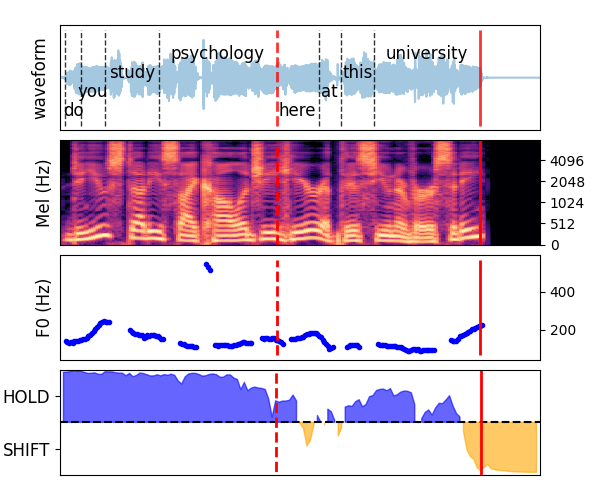 waveform
psychology
university
study
this
you
at
do
here
Mel (Hz)
4096
2048
1024
512
0
F0 (Hz)
400
200
HOLD
SHIFT